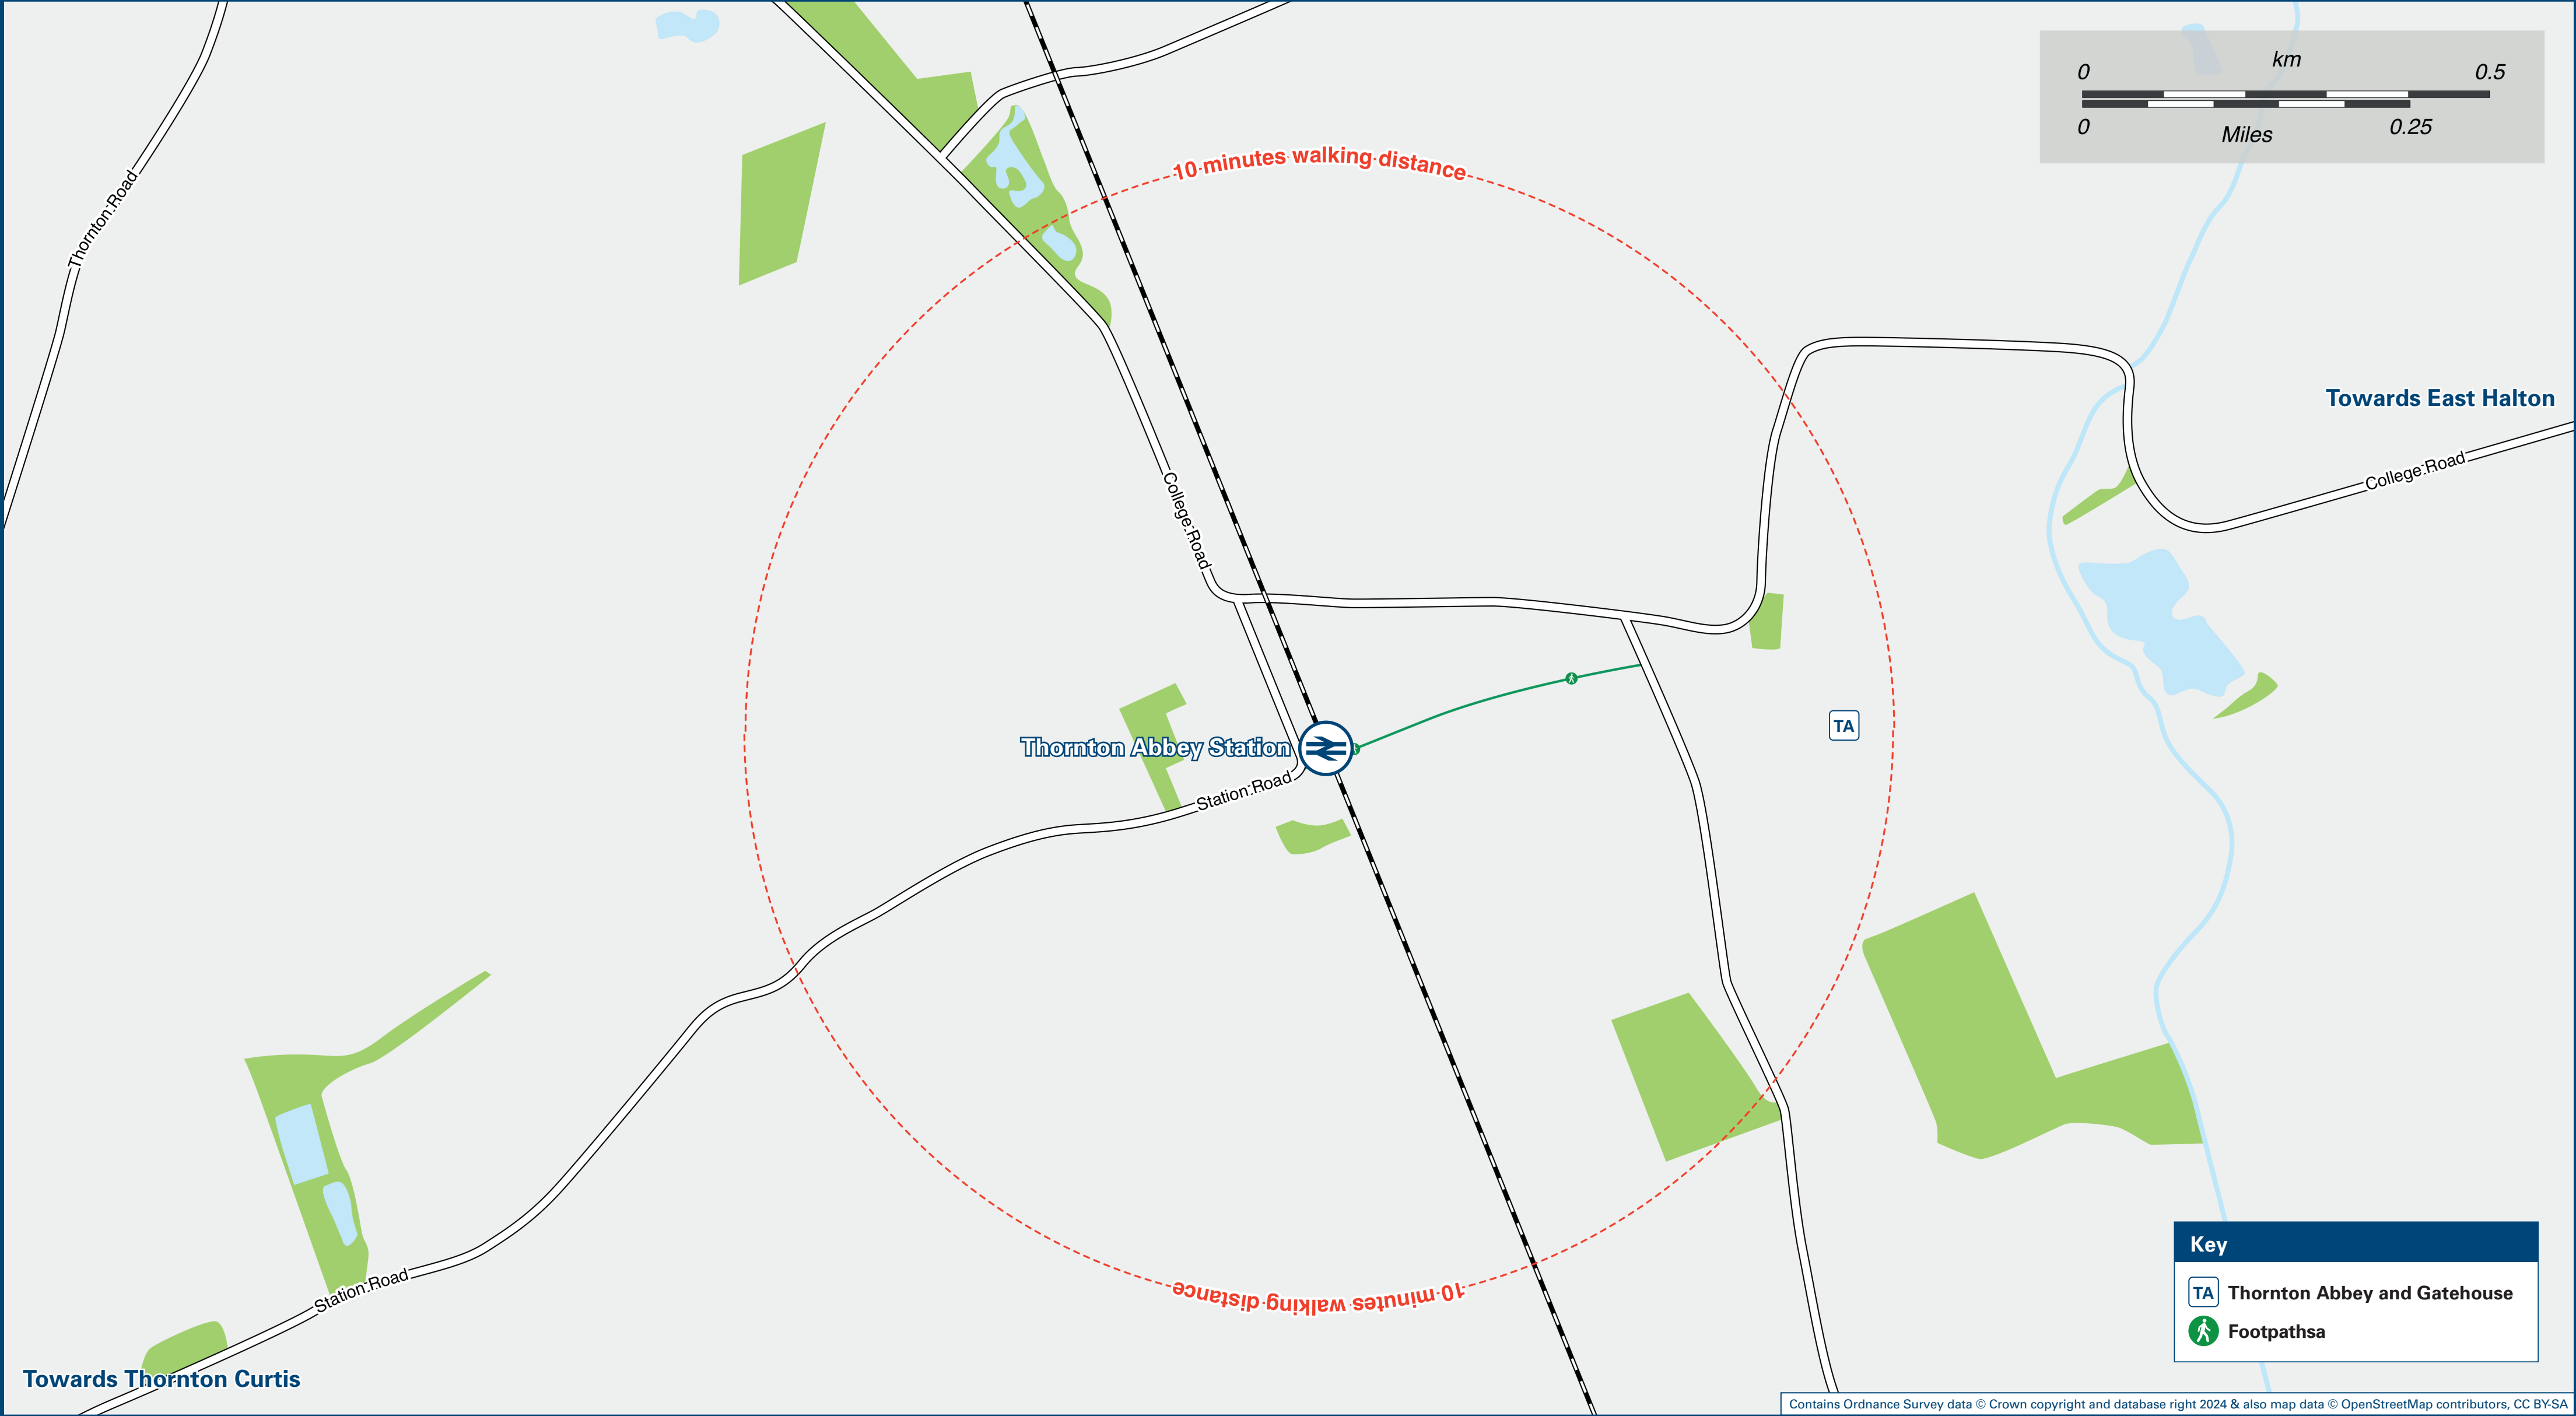 km
0
0.5
0
0.25
Miles
10 minutes walking distance
Thornton Road
Towards East Halton
College Road
College Road
TA
Thornton Abbey Station
Station Road
10 minutes walking distance
Station Road
Towards Thornton Curtis
Key
TA Thornton Abbey and Gatehouse
Footpathsa
Contains Ordnance Survey data © Crown copyright and database right 2024 & also map data © OpenStreetMap contributors, CC BY-SA